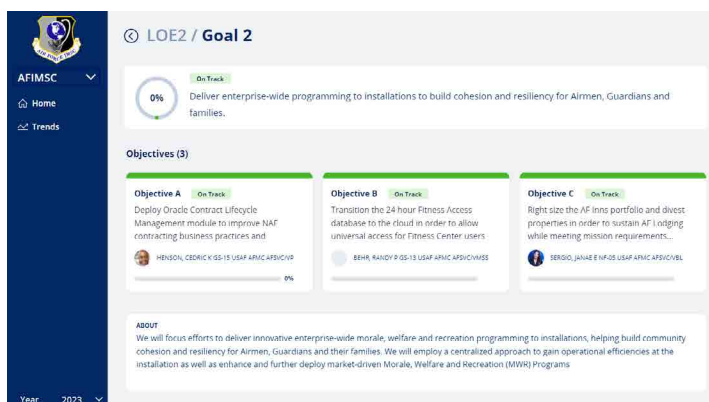 LOE2 / Goal 2
AFIMSC
Home
Trends
0%
On Track
Deliver enterprise-wide programming to installations to build cohesion and resiliency for Airmen, Guardians and
families.
Objectives (3)
Objective A On Track
Deploy Oracle Contract Lifecycle
Management module to improve NAF
contracting business practices and
HENSON, CEDRIC K GS-15 USAF AFMC AFSVC/VP
0%
Objective B On Track
Transition the 24 hour Fitness Access
database to the cloud in order to allow
universal access for Fitness Center users
BEHR, RANDY P GS-13 USAF AFMC AFSVC/VMSS
Objective C On Track
Right size the AF Inns portfolio and divest
properties in order to sustain AF Lodging
while meeting mission requirements...
SERGIO, JANAE E NF-05 USAF AFMC AFSVC/VBL
ABOUT
We will focus efforts to deliver innovative enterprise-wide morale, welfare and recreation programming to installations, helping build community
cohesion and resiliency for Airmen, Guardians and their families. We will employ a centralized approach to gain operational efficiencies at the
installation as well as enhance and further deploy market-driven Morale, Welfare and Recreation (MWR) Programs
Year 2023